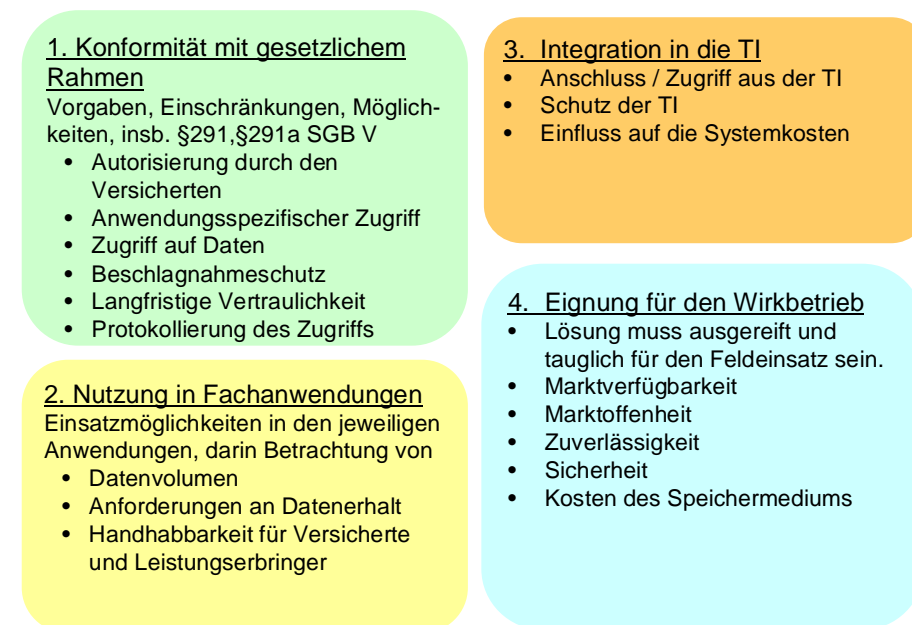 1. Konformität mit gesetzlichem
Rahmen
Vorgaben, Einschränkungen, Möglich-
keiten, insb. §291,§291a SGB V
• Autorisierung durch den
Versicherten
• Anwendungsspezifischer Zugriff
• Zugriff auf Daten
• Beschlagnahmeschutz
• Langfristige Vertraulichkeit
• Protokollierung des Zugriffs
2. Nutzung in Fachanwendungen
Einsatzmöglichkeiten in den jeweiligen
Anwendungen, darin Betrachtung von
• Datenvolumen
• Anforderungen an Datenerhalt
• Handhabbarkeit für Versicherte
und Leistungserbringer
3. Integration in die TI
• Anschluss / Zugriff aus der TI
• Schutz der TI
• Einfluss auf die Systemkosten
4. Eignung für den Wirkbetrieb
• Lösung muss ausgereift und
tauglich für den Feldeinsatz sein.
• Marktverfügbarkeit
• Marktoffenheit
• Zuverlässigkeit
• Sicherheit
• Kosten des Speichermediums